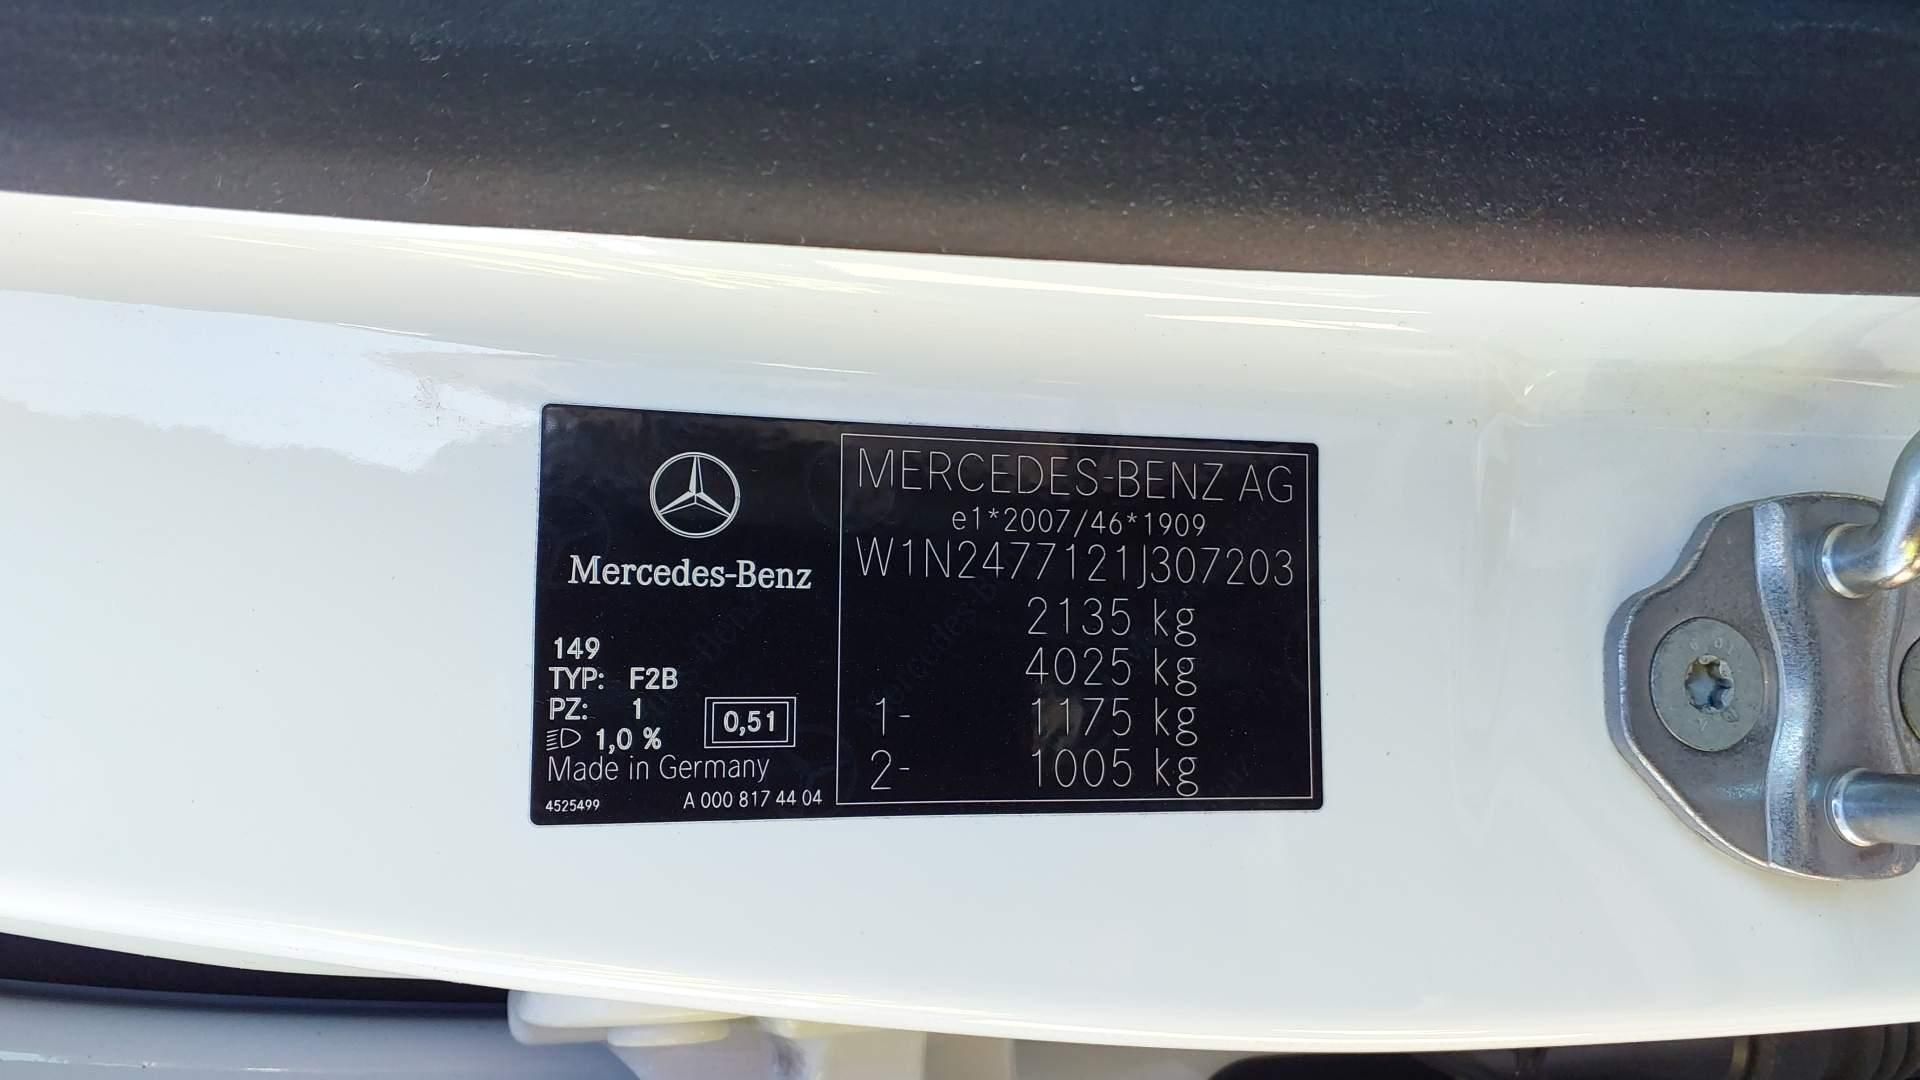 Mercedes-Benz
149
TYP: F2B
PZ: 1
1,0 %
0,51
Made in Germany
4525499
A 000 817 44 04
MERCEDES-BENZ AG
e1*2007/46*1909
W1N2477121J307203
2135 kg
4025 kg
1- 1175 kg
2- 1005 kg